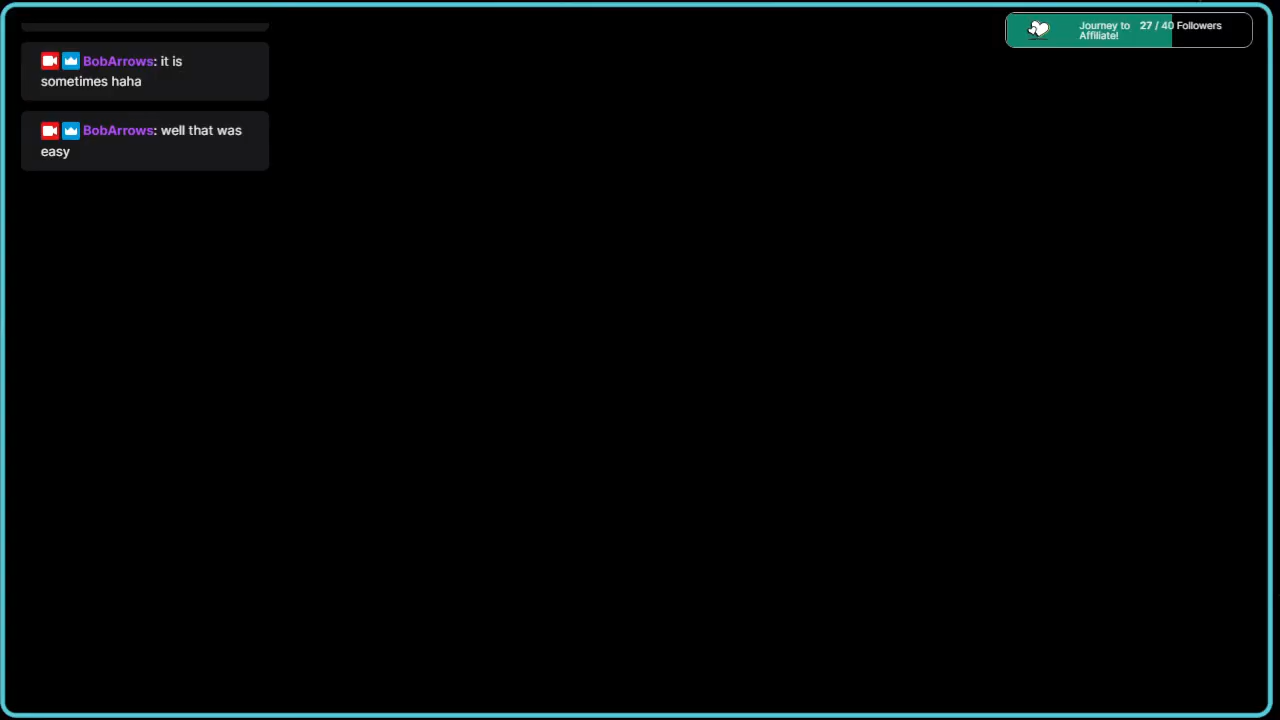 BobArrows: it is
sometimes haha
BobArrows: well that was
easy
Journey to
Affiliate!
27 / 40 Followers